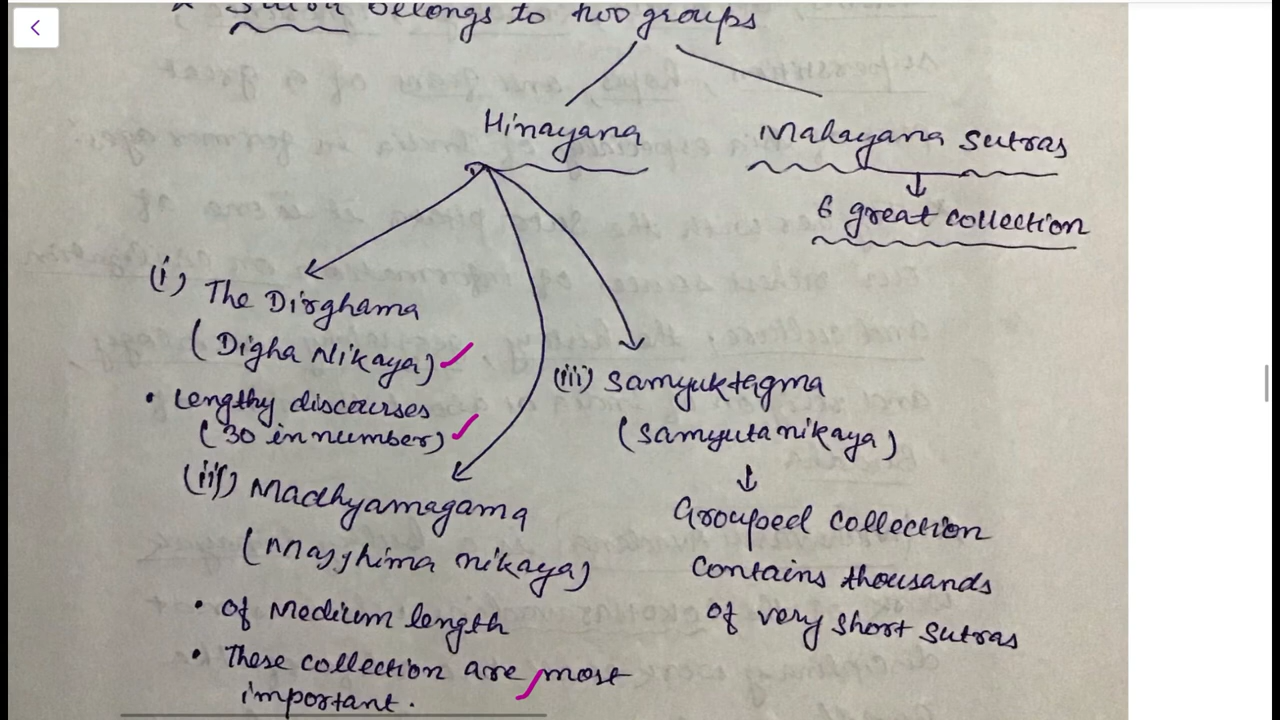 belongs to two groups
Hinayana
Mahayana Sutras
6 great collection
(i) The Dirghama
(Digha Nikaya)
• Lengthy discourses
(30 in number)
(ii) Madhyamagama
(Majjhima nikaya)
• of Medium length
• These collection are most
important.
(iii) Samyuktagma
(Samyuta nikaya)
Grouped collection
contains thousands
of very short sutras